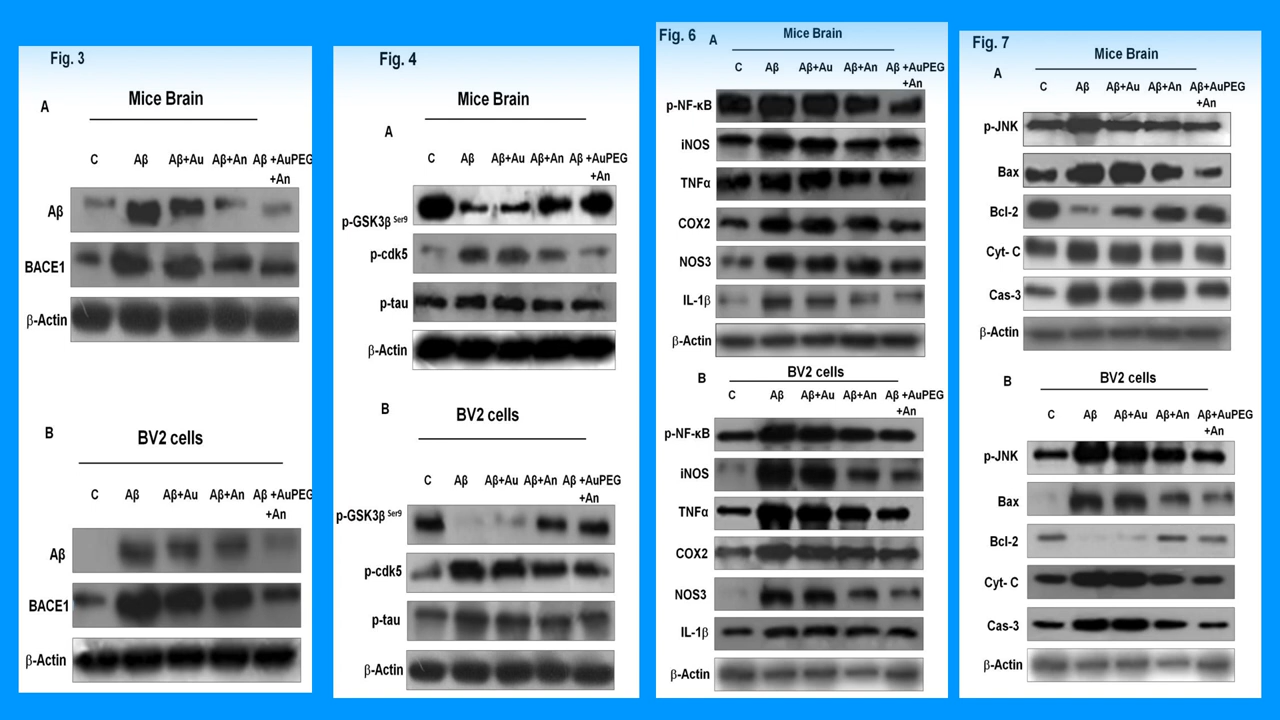 Fig. 3
A
Mice Brain
C Aβ Aβ+Au Aβ+An Aβ +AuPEG
+An
Aβ
BACE1
β-Actin
B
BV2 cells
C Aβ Aβ+Au Aβ+An Aβ +AuPEG
+An
Aβ
BACE1
β-Actin
Fig. 4
Mice Brain
A
C Aβ Aβ+Au Aβ+An Aβ +AuPEG
+An
p-GSK3β Ser9
p-cdk5
p-tau
β-Actin
B
BV2 cells
C Aβ Aβ+Au Aβ+An Aβ +AuPEG
+An
p-GSK3β Ser9
p-cdk5
p-tau
β-Actin
Fig. 6
A
Mice Brain
C Aβ Aβ+Au Aβ+An Aβ +AuPEG
+An
p-NF-κB
iNOS
TNFα
COX2
NOS3
IL-1β
β-Actin
B
BV2 cells
C Aβ Aβ+Au Aβ+An Aβ +AuPEG
+An
p-NF-κB
iNOS
TNFα
COX2
NOS3
IL-1β
β-Actin
Fig. 7
Mice Brain
A
C Aβ Aβ+Au Aβ+An Aβ+AuPEG
+An
p-JNK
Bax
Bcl-2
Cyt- C
Cas-3
β-Actin
B
BV2 cells
C Aβ Aβ+Au Aβ+An Aβ+AuPEG
+An
p-JNK
Bax
Bcl-2
Cyt- C
Cas-3
β-Actin